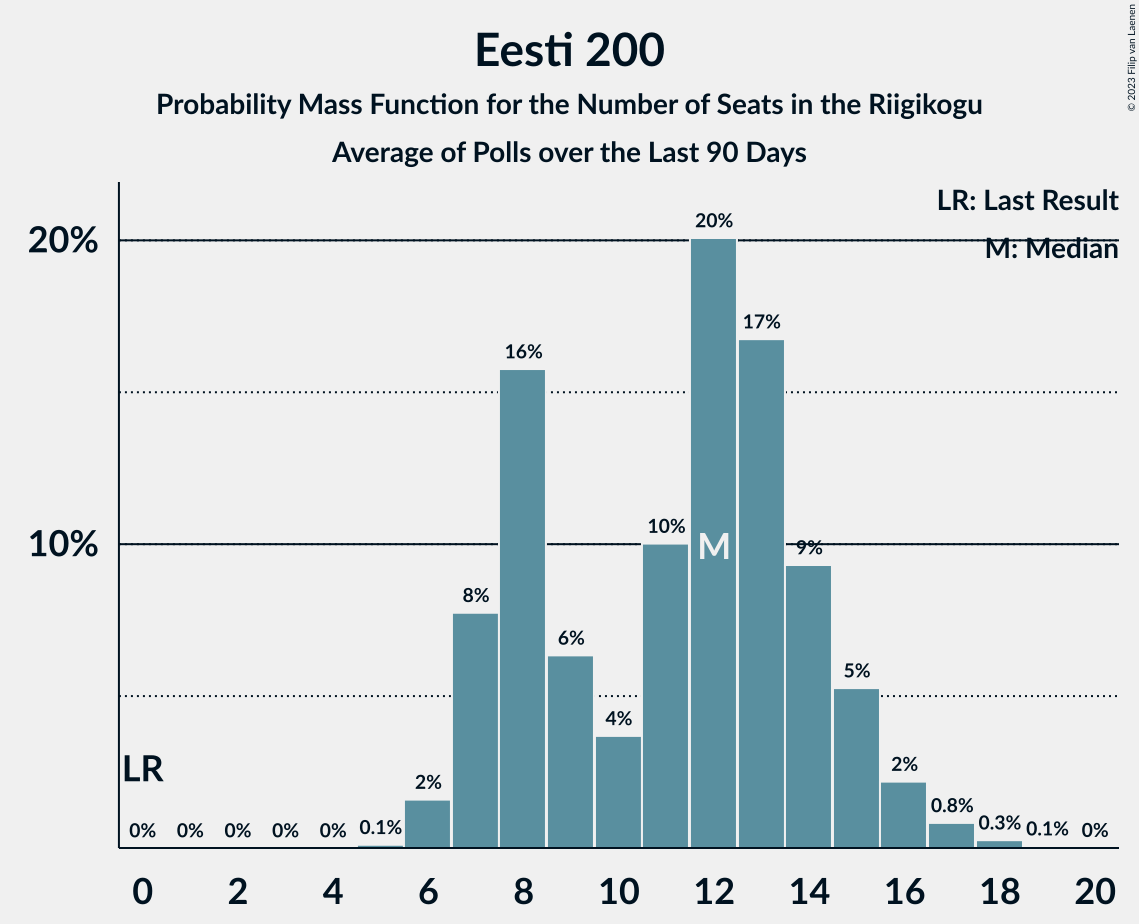 Eesti 200
Probability Mass Function for the Number of Seats in the Riigikogu
Average of Polls over the Last 90 Days
© 2023 Filip van Laenen
LR: Last Result
M: Median
20%
10%
LR
M
0%
0%
0%
0%
0%
0.1%
2%
8%
16%
6%
4%
10%
20%
17%
9%
5%
2%
0.8%
0.3%
0.1%
0%
0 2 4 6 8 10 12 14 16 18 20